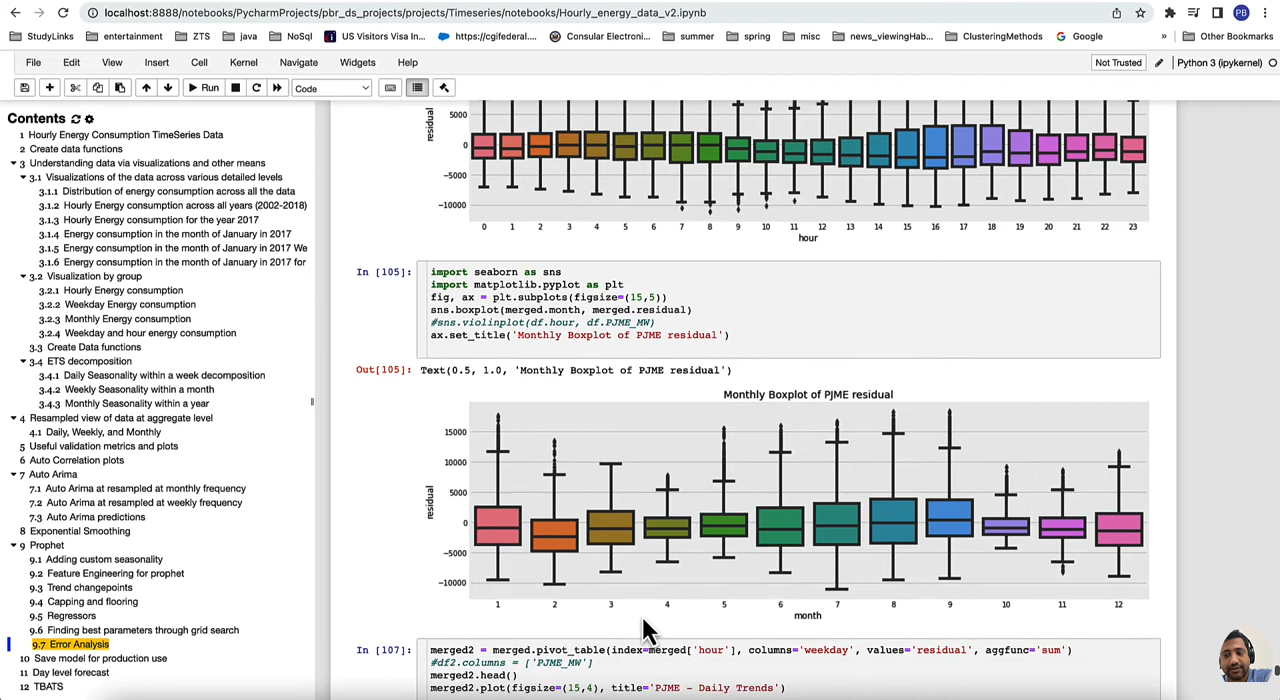 localhost:8888/notebooks/PycharmProjects/pbr_ds_projects/projects/Timeseries/notebooks/Hourly_energy_data_v2.ipynb
PB
StudyLinks entertainment ZTS java NoSql US Visitors Visa In... https://cgifederal.... Consular Electroni... summer spring misc news_viewingHab... ClusteringMethods Google » Other Bookmarks
File Edit View Insert Cell Kernel Navigate Widgets Help Not Trusted Python 3 (ipykernel)
Run Code
Contents
1 Hourly Energy Consumption TimeSeries Data
2 Create data functions
3 Understanding data via visualizations and other means
3.1 Visualizations of the data across various detailed levels
3.1.1 Distribution of energy consumption across all the data
3.1.2 Hourly Energy consumption across all years (2002-2018)
3.1.3 Hourly Energy consumption for the year 2017
3.1.4 Energy consumption in the month of January in 2017
3.1.5 Energy consumption in the month of January in 2017 We
3.1.6 Energy consumption in the month of January in 2017 for
3.2 Visualization by group
3.2.1 Hourly Energy consumption
3.2.2 Weekday Energy consumption
3.2.3 Monthly Energy consumption
3.2.4 Weekday and hour energy consumption
3.3 Create Data functions
3.4 ETS decomposition
3.4.1 Daily Seasonality within a week decomposition
3.4.2 Weekly Seasonality within a month
3.4.3 Monthly Seasonality within a year
4 Resampled view of data at aggregate level
4.1 Daily, Weekly, and Monthly
5 Useful validation metrics and plots
6 Auto Correlation plots
7 Auto Arima
7.1 Auto Arima at resampled at monthly frequency
7.2 Auto Arima at resampled at weekly frequency
7.3 Auto Arima predictions
8 Exponential Smoothing
9 Prophet
9.1 Adding custom seasonality
9.2 Feature Engineering for prophet
9.3 Trend changepoints
9.4 Capping and flooring
9.5 Regressors
9.6 Finding best parameters through grid search
9.7 Error Analysis
10 Save model for production use
11 Day level forecast
12 TBATS
residual
5000
0
−5000
−10000
0 1 2 3 4 5 6 7 8 9 10 11 12 13 14 15 16 17 18 19 20 21 22 23
hour
In [105]:
import seaborn as sns
import matplotlib.pyplot as plt
fig, ax = plt.subplots(figsize=(15,5))
sns.boxplot(merged.month, merged.residual)
#sns.violinplot(df.hour, df.PJME_MW)
ax.set_title('Monthly Boxplot of PJME residual')
Out[105]: Text(0.5, 1.0, 'Monthly Boxplot of PJME residual')
Monthly Boxplot of PJME residual
residual
15000
10000
5000
0
−5000
−10000
1 2 3 4 5 6 7 8 9 10 11 12
month
In [107]:
merged2 = merged.pivot_table(index=merged['hour'], columns='weekday', values='residual', aggfunc='sum')
#df2.columns = ['PJME_MW']
merged2.head()
merged2.plot(figsize=(15,4), title='PJME - Daily Trends')